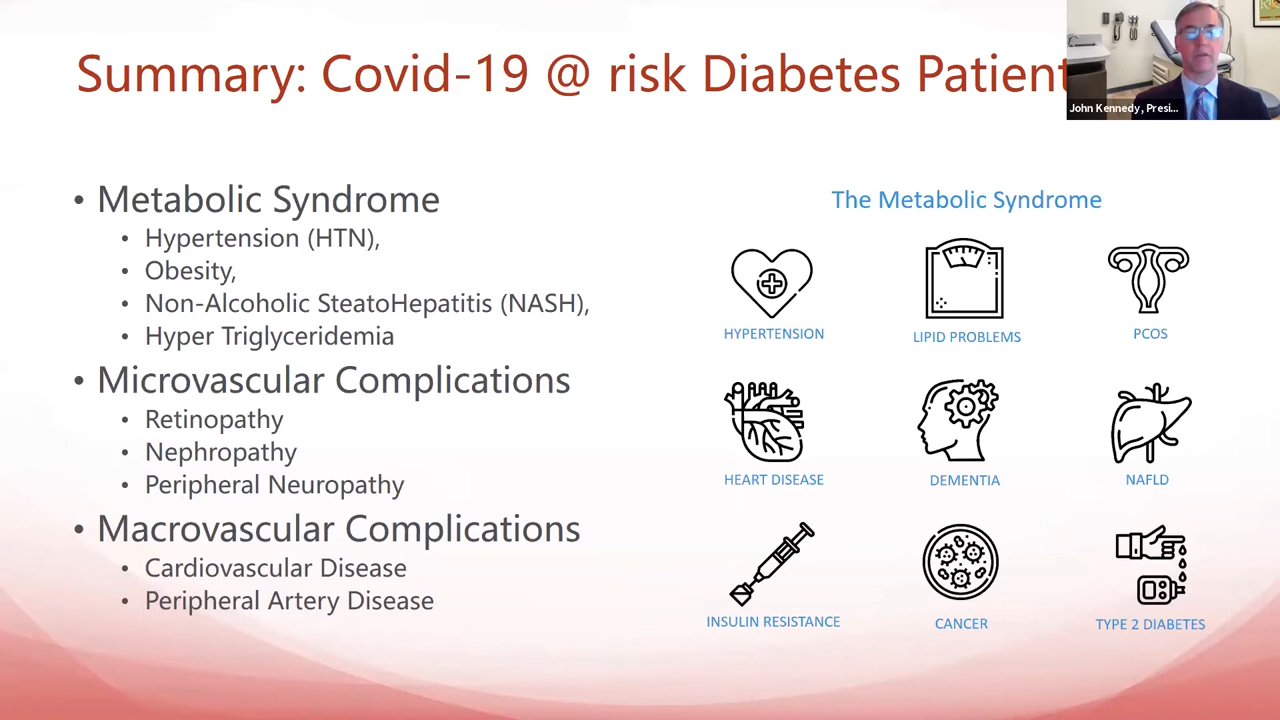 Summary: Covid-19 @ risk Diabetes Patient
John Kennedy, Presi...
• Metabolic Syndrome
• Hypertension (HTN),
• Obesity,
• Non-Alcoholic SteatoHepatitis (NASH),
• Hyper Triglyceridemia
• Microvascular Complications
• Retinopathy
• Nephropathy
• Peripheral Neuropathy
• Macrovascular Complications
• Cardiovascular Disease
• Peripheral Artery Disease
The Metabolic Syndrome
HYPERTENSION
LIPID PROBLEMS
PCOS
HEART DISEASE
DEMENTIA
NAFLD
INSULIN RESISTANCE
CANCER
TYPE 2 DIABETES